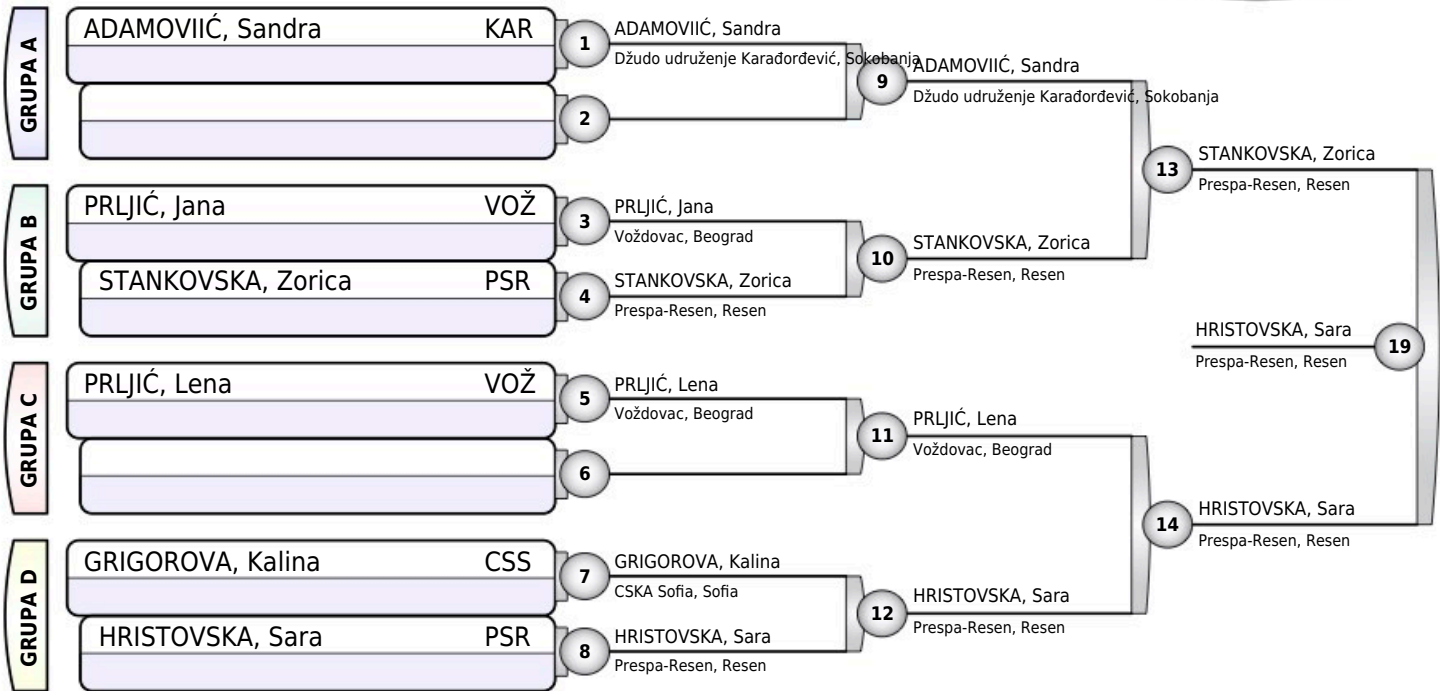 GRUPA A
ADAMOVIIĆ, Sandra KAR
1
ADAMOVIIĆ, Sandra
Džudo udruženje Karađorđević, Sokobanja
2
9
ADAMOVIIĆ, Sandra
Džudo udruženje Karađorđević, Sokobanja
GRUPA B
PRLJIĆ, Jana VOŽ
STANKOVSKA, Zorica PSR
3
PRLJIĆ, Jana
Voždovac, Beograd
4
STANKOVSKA, Zorica
Prespa-Resen, Resen
10
STANKOVSKA, Zorica
Prespa-Resen, Resen
13
STANKOVSKA, Zorica
Prespa-Resen, Resen
GRUPA C
PRLJIĆ, Lena VOŽ
5
PRLJIĆ, Lena
Voždovac, Beograd
6
11
PRLJIĆ, Lena
Voždovac, Beograd
GRUPA D
GRIGOROVA, Kalina CSS
HRISTOVSKA, Sara PSR
7
GRIGOROVA, Kalina
CSKA Sofia, Sofia
8
HRISTOVSKA, Sara
Prespa-Resen, Resen
12
HRISTOVSKA, Sara
Prespa-Resen, Resen
14
HRISTOVSKA, Sara
Prespa-Resen, Resen
HRISTOVSKA, Sara
Prespa-Resen, Resen
19